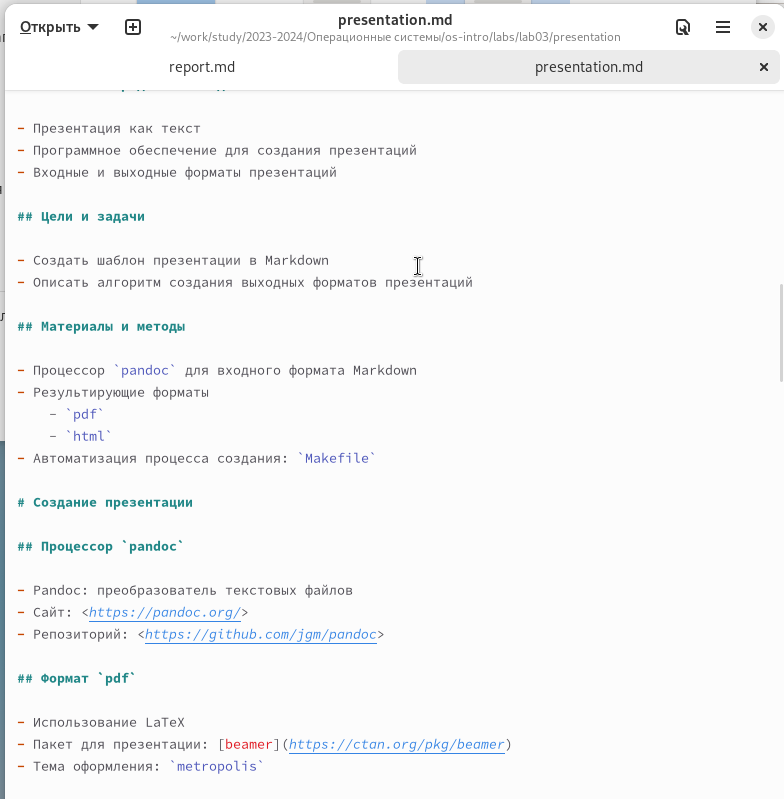 Открыть
presentation.md
~/work/study/2023-2024/Операционные системы/os-intro/labs/lab03/presentation
report.md
presentation.md
- Презентация как текст
- Программное обеспечение для создания презентаций
- Входные и выходные форматы презентаций
## Цели и задачи
- Создать шаблон презентации в Markdown
- Описать алгоритм создания выходных форматов презентаций
## Материалы и методы
- Процессор `pandoc` для входного формата Markdown
- Результирующие форматы
- `pdf`
- `html`
- Автоматизация процесса создания: `Makefile`
# Создание презентации
## Процессор `pandoc`
- Pandoc: преобразователь текстовых файлов
- Сайт: <https://pandoc.org/>
- Репозиторий: <https://github.com/jgm/pandoc>
## Формат `pdf`
- Использование LaTeX
- Пакет для презентации: [beamer](https://ctan.org/pkg/beamer)
- Тема оформления: `metropolis`